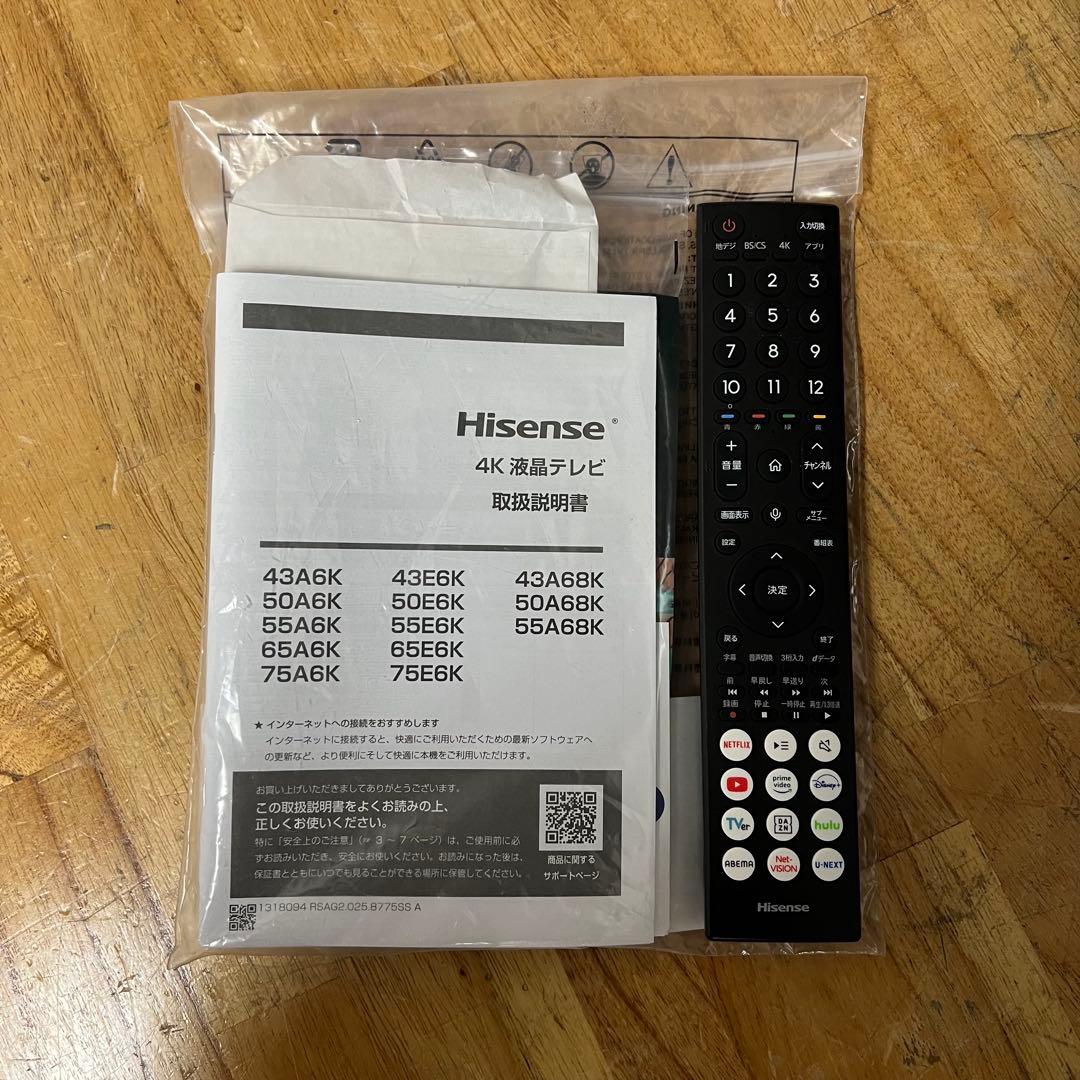 Hisense®
4K 液晶テレビ
取扱説明書
43A6K 43E6K 43A68K
50A6K 50E6K 50A68K
55A6K 55E6K 55A68K
65A6K 65E6K
75A6K 75E6K
★ インターネットへの接続をおすすめします
インターネットに接続すると、快適にご利用いただくための最新ソフトウェアへ
の更新など、より便利にそして快適に本機をご利用いただけます。
お買い上げいただきましてありがとうございます。
この取扱説明書をよくお読みの上、
正しくお使いください。
特に「安全上のご注意」(☞ 3 ～ 7 ページ) は、ご使用前に必
ずお読みいただき、安全にお使いください。お読みになった後は、
保証書とともにいつでも見ることができる場所に保管してください。
商品に関する
サポートページ
1318094 RSAG2.025.8775SS A
入力切換
地デジ BS/CS 4K アプリ
1 2 3
4 5 6
7 8 9
10 11 12
青 赤 緑 黄
+
音量 チャンネル
−
画面表示 サブ
メニュー
設定 番組表
決定
戻る 終了
字幕 音声切換 3桁入力 dデータ
前 早戻し 早送り 次
録画 停止 一時停止 再生/1.3倍速
NETFLIX
prime
video Disney+
TVer DA
ZN hulu
ABEMA Net-
VISION U-NEXT
Hisense